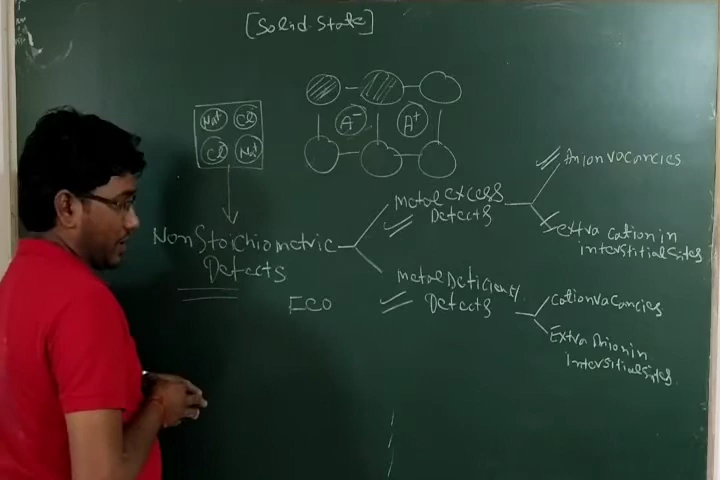 [Solid State]
Na+ Cl
Cl Na+
A- A+
Metal excess
Defects
Anion vacancies
extra cation in
interstitial sites
Non Stoichiometric
Defects
Metal Deficiency
Defects
Cation vacancies
Extra Anion in
Intersitial sites
FeO